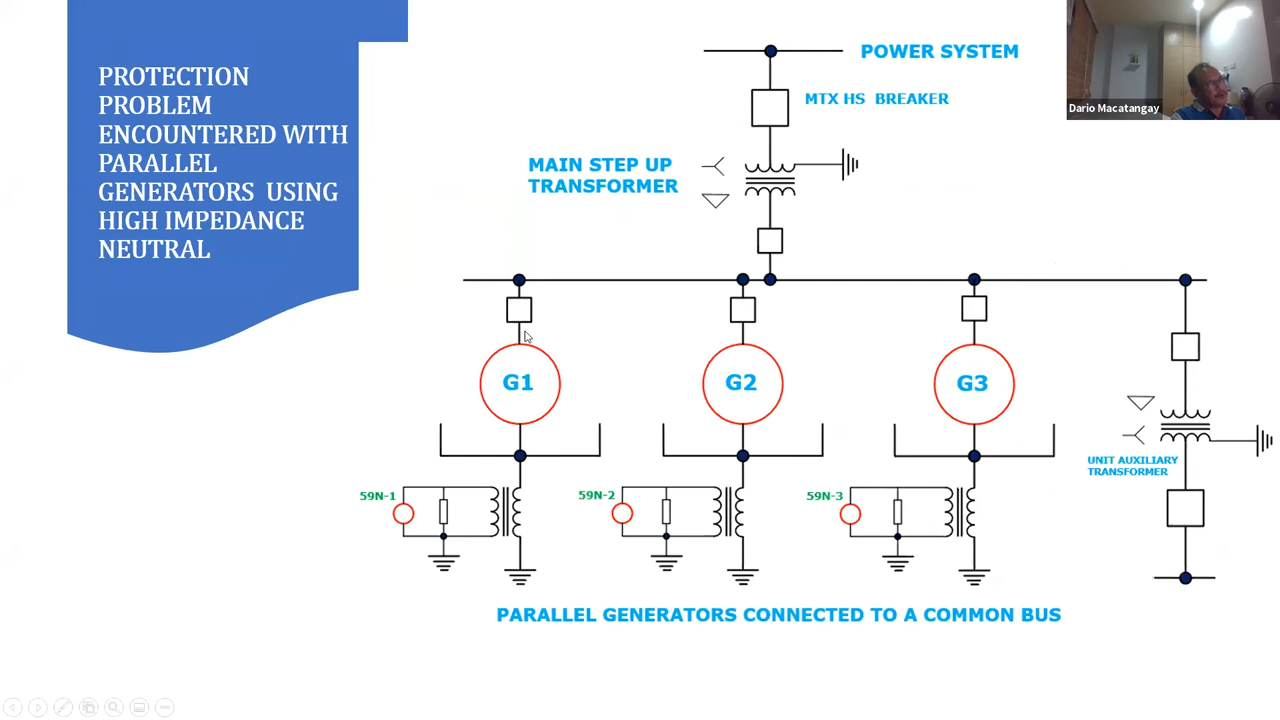 PROTECTION
PROBLEM
ENCOUNTERED WITH
PARALLEL
GENERATORS USING
HIGH IMPEDANCE
NEUTRAL
POWER SYSTEM
MTX HS BREAKER
MAIN STEP UP
TRANSFORMER
Dario Macatangay
G1
G2
G3
UNIT AUXILIARY
TRANSFORMER
59N-1
59N-2
59N-3
PARALLEL GENERATORS CONNECTED TO A COMMON BUS